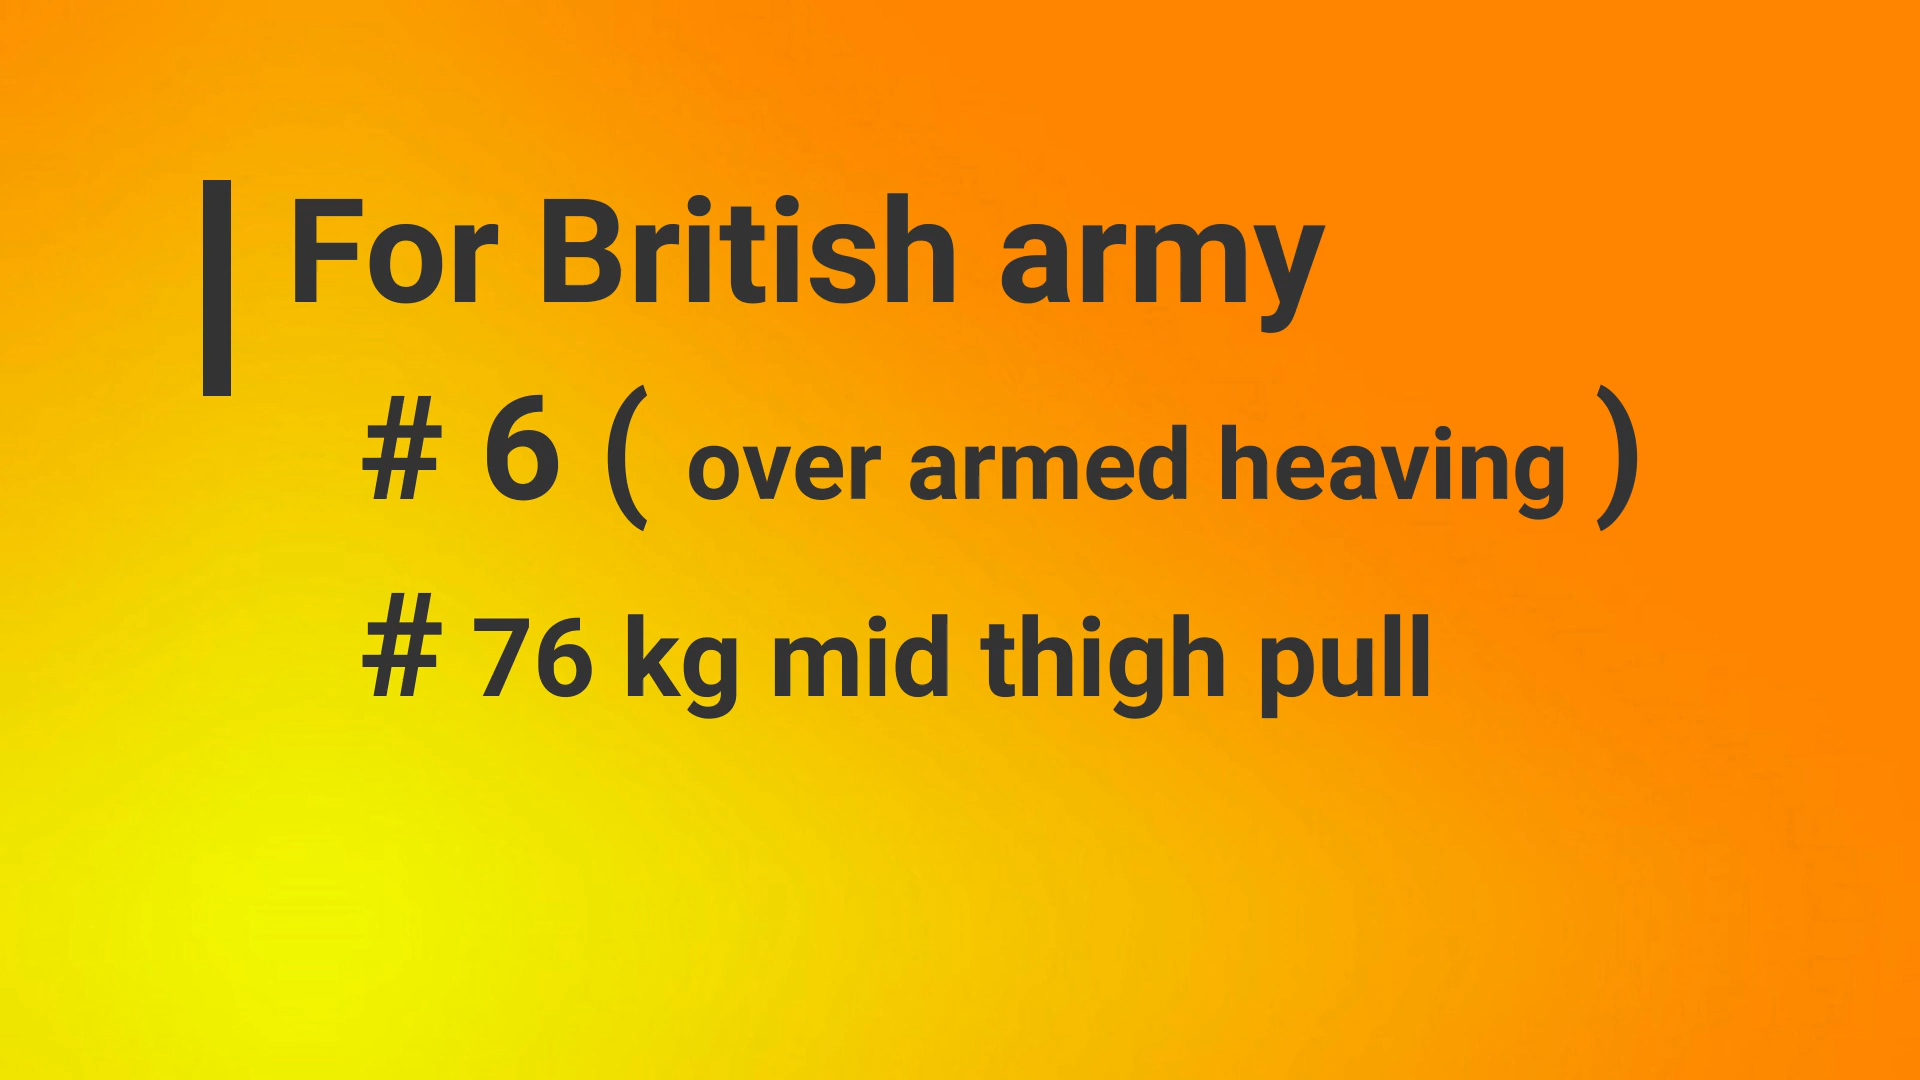 For British army
# 6 ( over armed heaving )
# 76 kg mid thigh pull